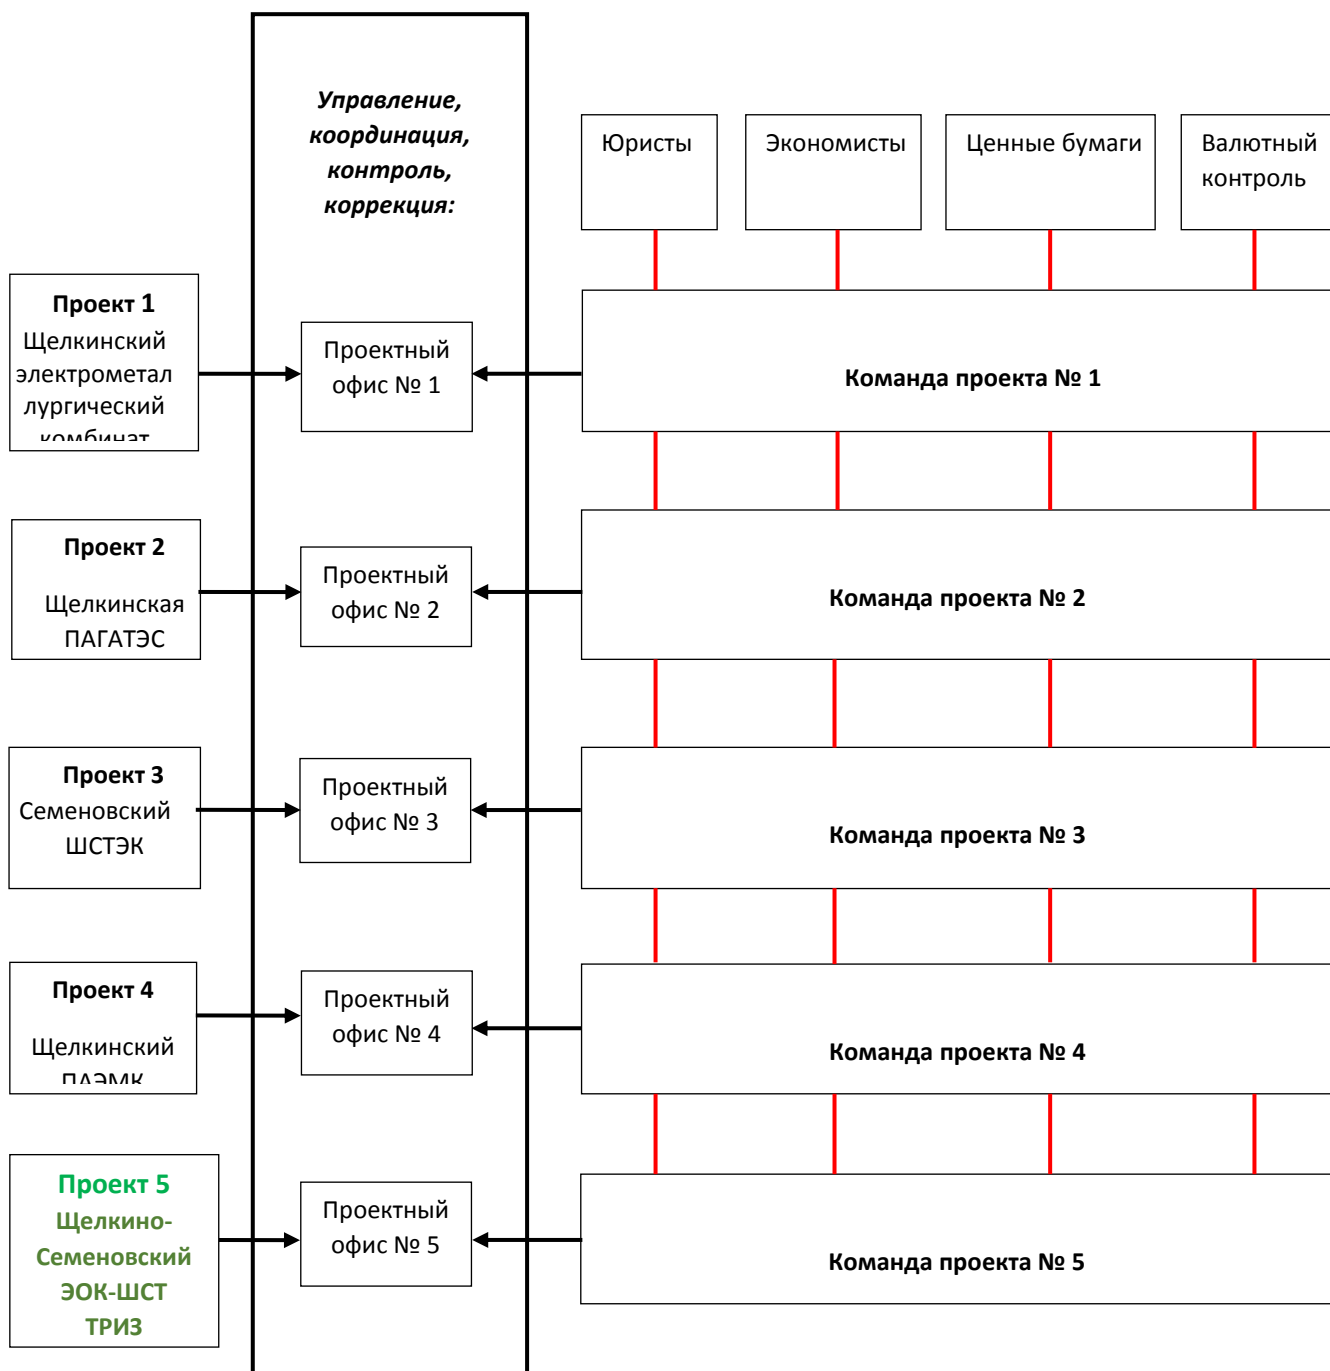 Управление,
координация,
контроль,
коррекция:
Юристы
Экономисты
Ценные бумаги
Валютный
контроль
Проект 1
Щелкинский
электрометал
лургический
комбинат
Проектный
офис № 1
Команда проекта № 1
Проект 2
Щелкинская
ПАГАТЭС
Проектный
офис № 2
Команда проекта № 2
Проект 3
Семеновский
ШСТЭК
Проектный
офис № 3
Команда проекта № 3
Проект 4
Щелкинский
ПАЭМК
Проектный
офис № 4
Команда проекта № 4
Проект 5
Щелкино-
Семеновский
ЭОК-ШСТ
ТРИЗ
Проектный
офис № 5
Команда проекта № 5